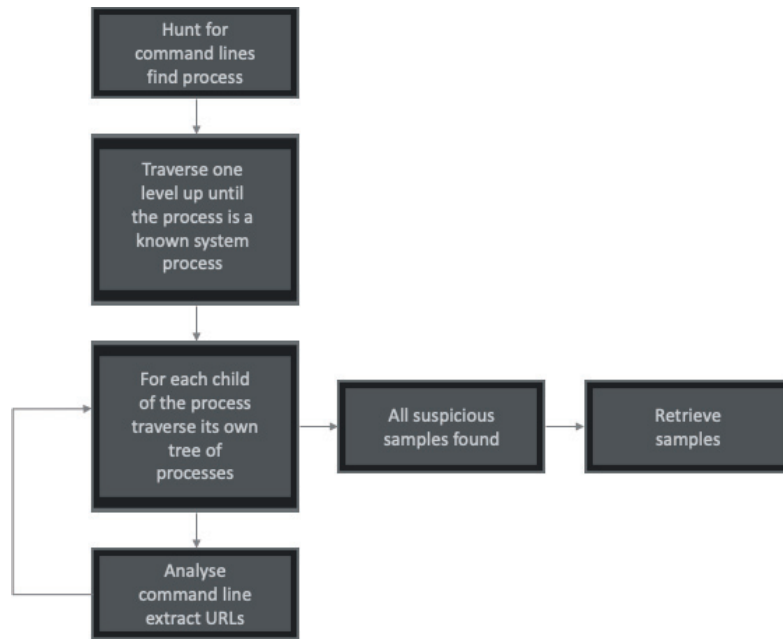 Hunt for
command lines
find process
Traverse one
level up until
the process is a
known system
process
For each child
of the process
traverse its own
tree of
processes
All suspicious
samples found
Retrieve
samples
Analyse
command line
extract URLs